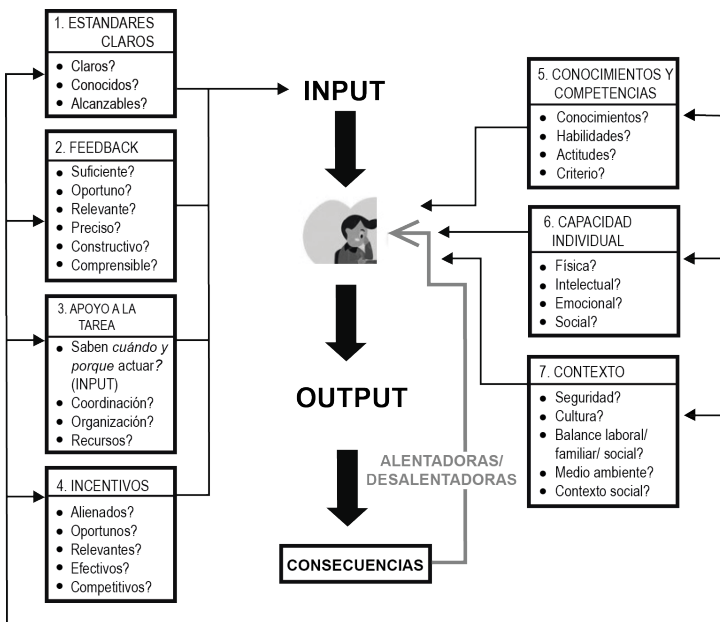 1. ESTANDARES
CLAROS
• Claros?
• Conocidos?
• Alcanzables?
2. FEEDBACK
• Suficiente?
• Oportuno?
• Relevante?
• Preciso?
• Constructivo?
• Comprensible?
3. APOYO A LA
TAREA
• Saben cuándo y
porque actuar?
(INPUT)
• Coordinación?
• Organización?
• Recursos?
4. INCENTIVOS
• Alienados?
• Oportunos?
• Relevantes?
• Efectivos?
• Competitivos?
INPUT
OUTPUT
ALENTADORAS/
DESALENTADORAS
CONSECUENCIAS
5. CONOCIMIENTOS Y
COMPETENCIAS
• Conocimientos?
• Habilidades?
• Actitudes?
• Criterio?
6. CAPACIDAD
INDIVIDUAL
• Física?
• Intelectual?
• Emocional?
• Social?
7. CONTEXTO
• Seguridad?
• Cultura?
• Balance laboral/
familiar/ social?
• Medio ambiente?
• Contexto social?